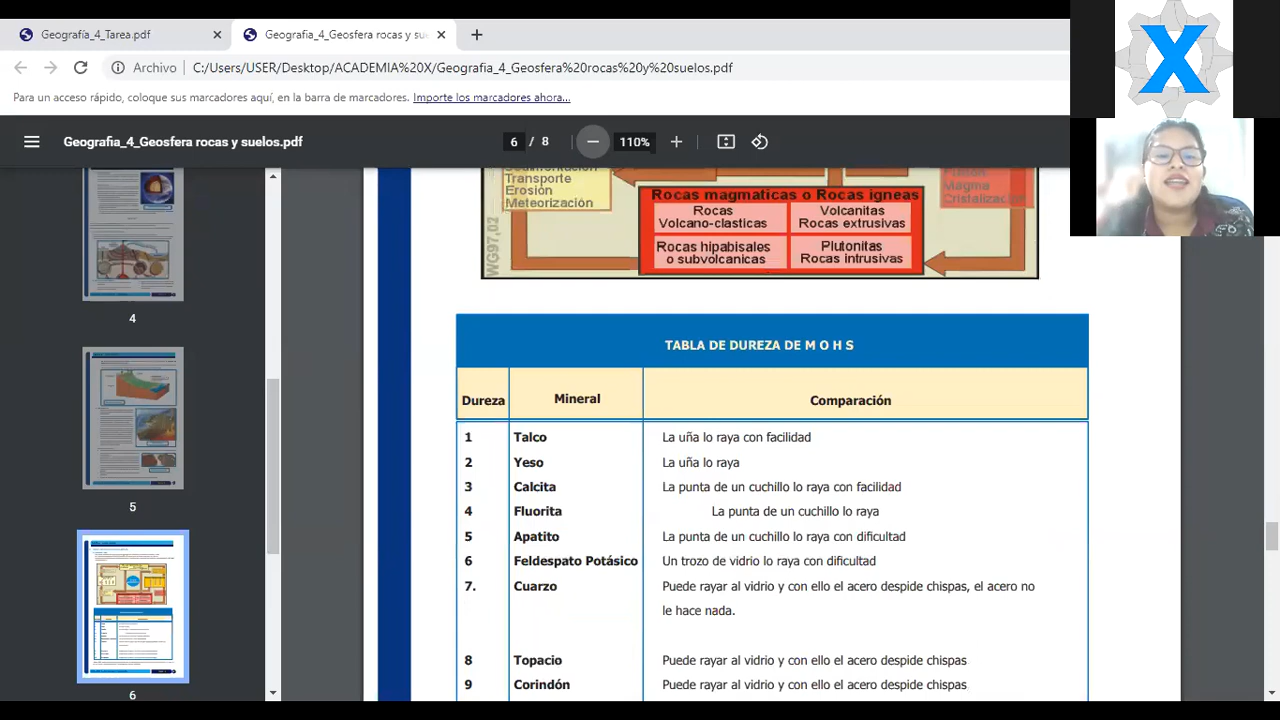 Geografía_4_Tarea.pdf
Geografia_4_Geosfera rocas y su
Archivo C:/Users/USER/Desktop/ACADEMIA%20X/Geografia_4_Geosfera%20rocas%20y%20suelos.pdf
Para un acceso rápido, coloque sus marcadores aquí, en la barra de marcadores. Importe los marcadores ahora...
Geografia_4_Geosfera rocas y suelos.pdf
6 / 8
110%
X
4
5
6
Sedimentación
Transporte
Erosión
Meteorización
Magma
Cristalizacion
WG97,02
Rocas magmáticas o Rocas ígneas
Rocas
Volcano-clasticas
Volcanitas
Rocas extrusivas
Rocas hipabisales
o subvolcanicas
Plutonitas
Rocas intrusivas
TABLA DE DUREZA DE M O H S
Dureza Mineral Comparación
1 Talco La uña lo raya con facilidad
2 Yeso La uña lo raya
3 Calcita La punta de un cuchillo lo raya con facilidad
4 Fluorita La punta de un cuchillo lo raya
5 Apatito La punta de un cuchillo lo raya con dificultad
6 Feldespato Potásico Un trozo de vidrio lo raya con dificultad
7. Cuarzo Puede rayar al vidrio y con ello el acero despide chispas, el acero no
le hace nada.
8 Topacio Puede rayar al vidrio y con ello el acero despide chispas
9 Corindón Puede rayar al vidrio y con ello el acero despide chispas